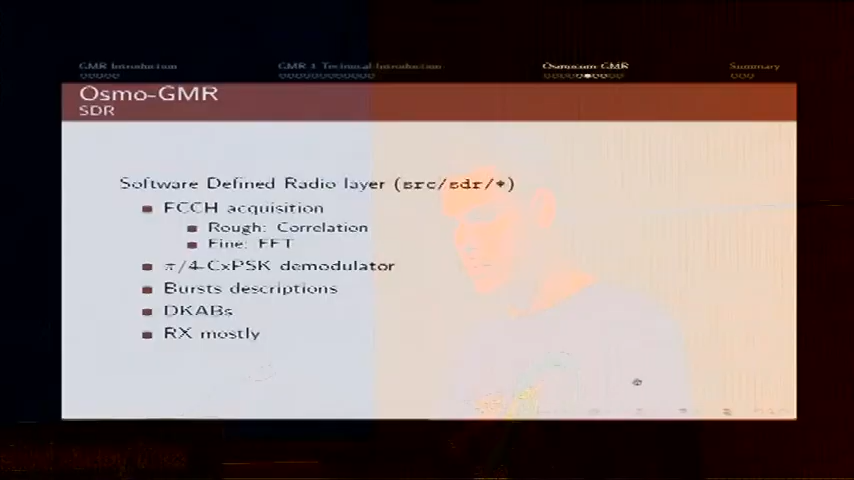 GMR Introduction
GMR 1 Technical Introduction
Osmocom GMR
Summary
Osmo-GMR
SDR
Software Defined Radio layer (src/sdr/*)
FCCH acquisition
Rough: Correlation
Fine: FFT
π/4-CxPSK demodulator
Bursts descriptions
DKABs
RX mostly